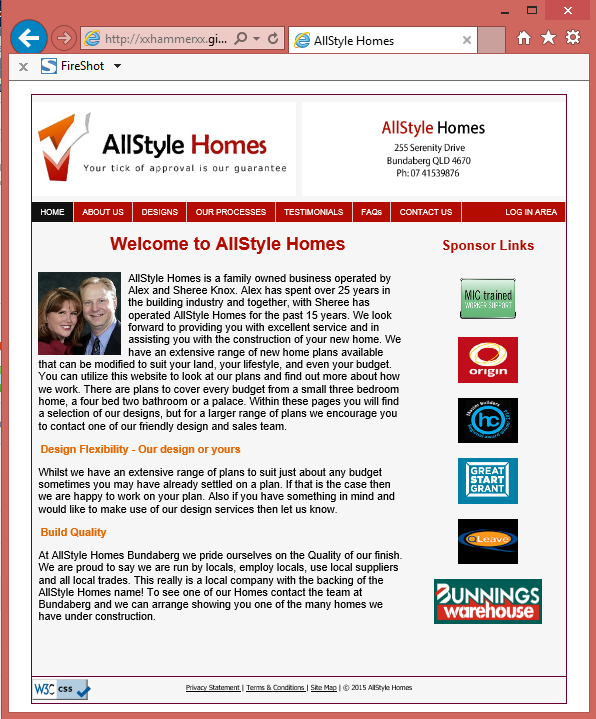 http://xxhammerxx.gi...
AllStyle Homes
FireShot
AllStyle Homes
Your tick of approval is our guarantee
AllStyle Homes
255 Serenity Drive
Bundaberg QLD 4670
Ph: 07 41539876
HOME ABOUT US DESIGNS OUR PROCESSES TESTIMONIALS FAQs CONTACT US LOG IN AREA
Welcome to AllStyle Homes
AllStyle Homes is a family owned business operated by
Alex and Sheree Knox. Alex has spent over 25 years in
the building industry and together, with Sheree has
operated AllStyle Homes for the past 15 years. We look
forward to providing you with excellent service and in
assisting you with the construction of your new home. We
have an extensive range of new home plans available
that can be modified to suit your land, your lifestyle, and even your budget.
You can utilize this website to look at our plans and find out more about how
we work. There are plans to cover every budget from a small three bedroom
home, a four bed two bathroom or a palace. Within these pages you will find
a selection of our designs, but for a larger range of plans we encourage you
to contact one of our friendly design and sales team.
Design Flexibility - Our design or yours
Whilst we have an extensive range of plans to suit just about any budget
sometimes you may have already settled on a plan. If that is the case then
we are happy to work on your plan. Also if you have something in mind and
would like to make use of our design services then let us know.
Build Quality
At AllStyle Homes Bundaberg we pride ourselves on the Quality of our finish.
We are proud to say we are run by locals, employ locals, use local suppliers
and all local trades. This really is a local company with the backing of the
AllStyle Homes name! To see one of our Homes contact the team at
Bundaberg and we can arrange showing you one of the many homes we
have under construction.
Sponsor Links
MIC trained
WORKER SUPPORT
origin
hc
GREAT
START
GRANT
QLeave
BUNNINGS
warehouse
W3C css
Privacy Statement | Terms & Conditions | Site Map | © 2015 AllStyle Homes